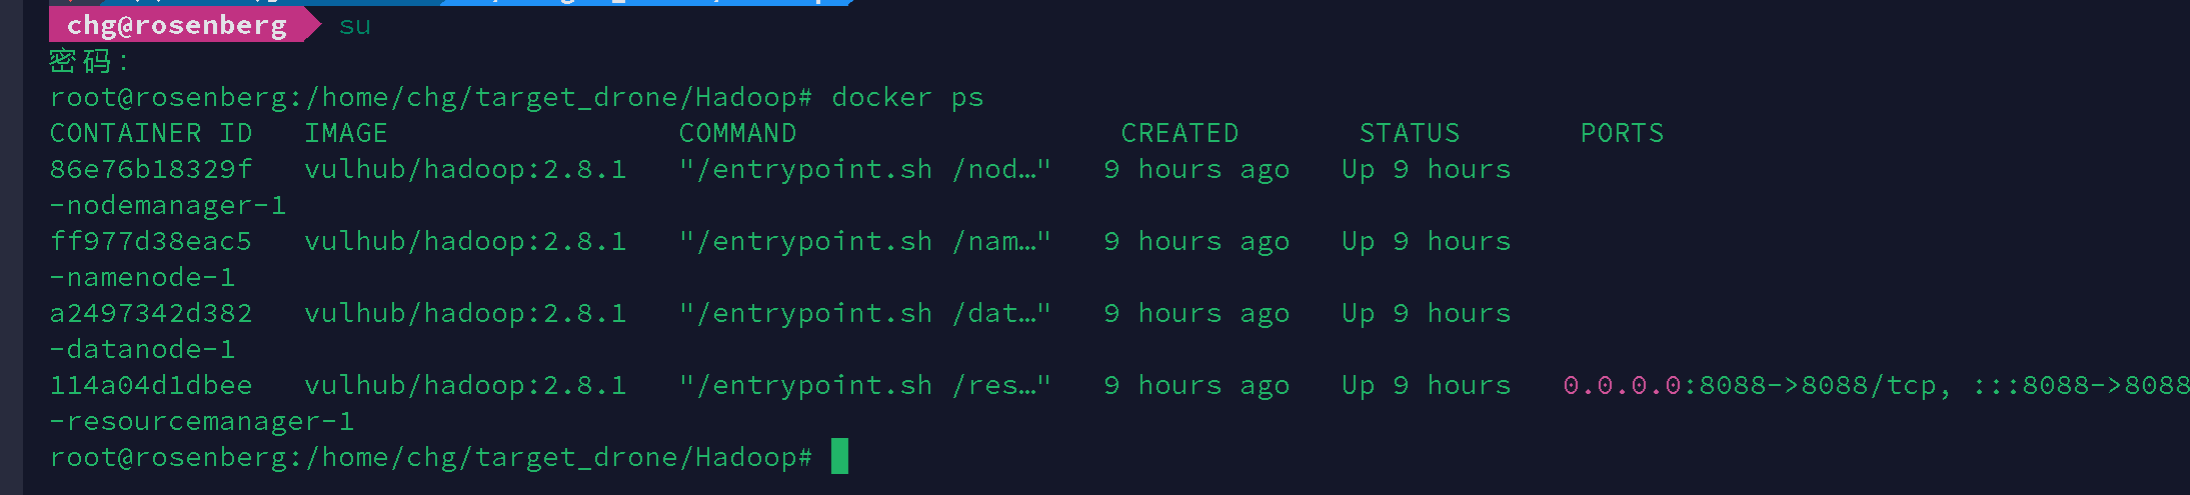 chg@rosenberg su
密码：
root@rosenberg:/home/chg/target_drone/Hadoop# docker ps
CONTAINER ID   IMAGE                 COMMAND                   CREATED       STATUS       PORTS
86e76b18329f   vulhub/hadoop:2.8.1   "/entrypoint.sh /nod…"   9 hours ago   Up 9 hours
-nodemanager-1
ff977d38eac5   vulhub/hadoop:2.8.1   "/entrypoint.sh /nam…"   9 hours ago   Up 9 hours
-namenode-1
a2497342d382   vulhub/hadoop:2.8.1   "/entrypoint.sh /dat…"   9 hours ago   Up 9 hours
-datanode-1
114a04d1dbee   vulhub/hadoop:2.8.1   "/entrypoint.sh /res…"   9 hours ago   Up 9 hours   0.0.0.0:8088->8088/tcp, :::8088->8088
-resourcemanager-1
root@rosenberg:/home/chg/target_drone/Hadoop#